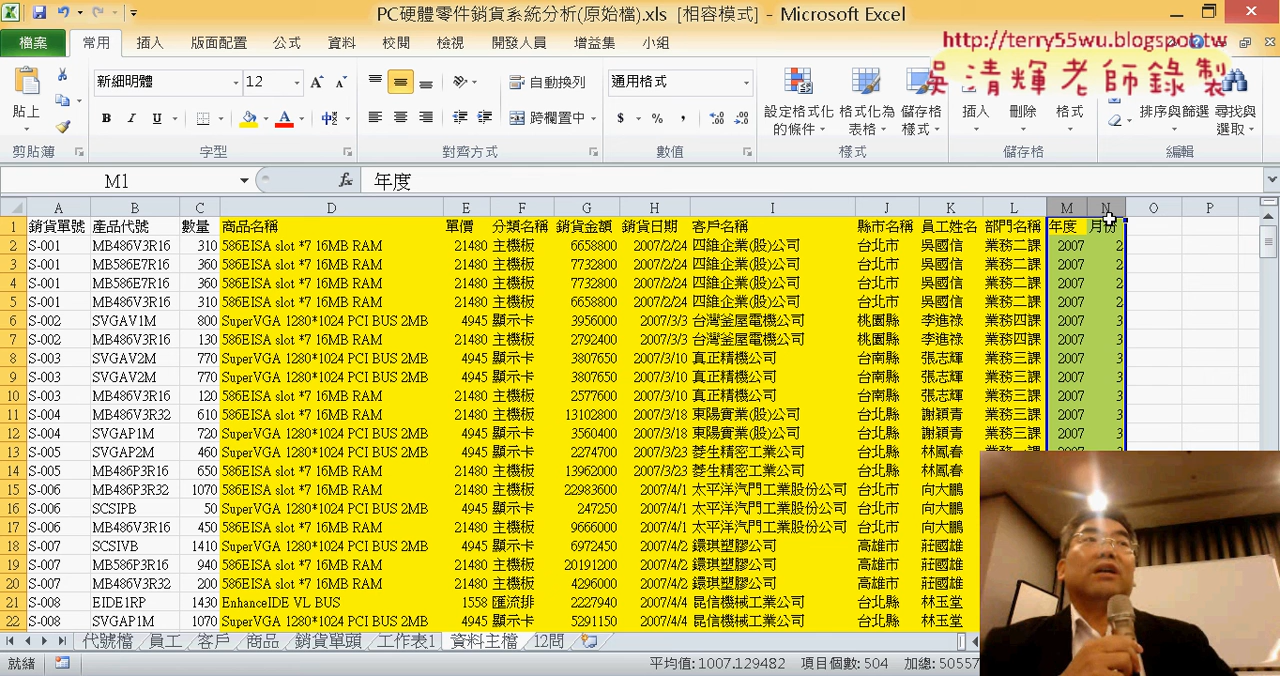 PC硬體零件銷貨系統分析(原始檔).xls [相容模式] - Microsoft Excel
檔案 常用 插入 版面配置 公式 資料 校閱 檢視 開發人員 增益集 小組
http://terry55wu.blogspot.tw
吳清輝老師錄製
新細明體 12 自動換列 通用格式
貼上 B I U A 跨欄置中 $ % , 設定格式化的條件 格式化為表格 儲存格樣式 插入 刪除 格式 排序與篩選 尋找與選取
剪貼簿 字型 對齊方式 數值 樣式 儲存格 編輯
M1 fx 年度
A B C D E F G H I J K L M N O P
1 銷貨單號 產品代號 數量 商品名稱 單價 分類名稱 銷貨金額 銷貨日期 客戶名稱 縣市名稱 員工姓名 部門名稱 年度 月份
2 S-001 MB486V3R16 310 586EISA slot *7 16MB RAM 21480 主機板 6658800 2007/2/24 四維企業(股)公司 台北市 吳國信 業務二課 2007 2
3 S-001 MB586E7R16 360 586EISA slot *7 16MB RAM 21480 主機板 7732800 2007/2/24 四維企業(股)公司 台北市 吳國信 業務二課 2007 2
4 S-001 MB586E7R16 360 586EISA slot *7 16MB RAM 21480 主機板 7732800 2007/2/24 四維企業(股)公司 台北市 吳國信 業務二課 2007 2
5 S-001 MB486V3R16 310 586EISA slot *7 16MB RAM 21480 主機板 6658800 2007/2/24 四維企業(股)公司 台北市 吳國信 業務二課 2007 2
6 S-002 SVGAV1M 800 SuperVGA 1280*1024 PCI BUS 2MB 4945 顯示卡 3956000 2007/3/3 台灣釜屋電機公司 桃園縣 李進祿 業務四課 2007 3
7 S-002 MB486V3R16 130 586EISA slot *7 16MB RAM 21480 主機板 2792400 2007/3/3 台灣釜屋電機公司 桃園縣 李進祿 業務四課 2007 3
8 S-003 SVGAV2M 770 SuperVGA 1280*1024 PCI BUS 2MB 4945 顯示卡 3807650 2007/3/10 真正精機公司 台南縣 張志輝 業務三課 2007 3
9 S-003 SVGAV2M 770 SuperVGA 1280*1024 PCI BUS 2MB 4945 顯示卡 3807650 2007/3/10 真正精機公司 台南縣 張志輝 業務三課 2007 3
10 S-003 MB486V3R16 120 586EISA slot *7 16MB RAM 21480 主機板 2577600 2007/3/10 真正精機公司 台南縣 張志輝 業務三課 2007 3
11 S-004 MB486V3R32 610 586EISA slot *7 16MB RAM 21480 主機板 13102800 2007/3/18 東陽實業(股)公司 台北縣 謝穎青 業務三課 2007 3
12 S-004 SVGAP1M 720 SuperVGA 1280*1024 PCI BUS 2MB 4945 顯示卡 3560400 2007/3/18 東陽實業(股)公司 台北縣 謝穎青 業務三課 2007 3
13 S-005 SVGAP2M 460 SuperVGA 1280*1024 PCI BUS 2MB 4945 顯示卡 2274700 2007/3/23 菱生精密工業公司 台北縣 林鳳春
14 S-005 MB486P3R16 650 586EISA slot *7 16MB RAM 21480 主機板 13962000 2007/3/23 菱生精密工業公司 台北縣 林鳳春
15 S-006 MB486P3R32 1070 586EISA slot *7 16MB RAM 21480 主機板 22983600 2007/4/1 太平洋汽門工業股份公司 台北市 向大鵬
16 S-006 SCSIPB 50 SuperVGA 1280*1024 PCI BUS 2MB 4945 顯示卡 247250 2007/4/1 太平洋汽門工業股份公司 台北市 向大鵬
17 S-006 MB486V3R16 450 586EISA slot *7 16MB RAM 21480 主機板 9666000 2007/4/1 太平洋汽門工業股份公司 台北市 向大鵬
18 S-007 SCSIVB 1410 SuperVGA 1280*1024 PCI BUS 2MB 4945 顯示卡 6972450 2007/4/2 鐶琪塑膠公司 高雄市 莊國雄
19 S-007 MB586P3R16 940 586EISA slot *7 16MB RAM 21480 主機板 20191200 2007/4/2 鐶琪塑膠公司 高雄市 莊國雄
20 S-007 MB486V3R32 200 586EISA slot *7 16MB RAM 21480 主機板 4296000 2007/4/2 鐶琪塑膠公司 高雄市 莊國雄
21 S-008 EIDE1RP 1430 EnhanceIDE VL BUS 1558 匯流排 2227940 2007/4/4 昆信機械工業公司 台北縣 林玉堂
22 S-008 SVGAP1M 1070 SuperVGA 1280*1024 PCI BUS 2MB 4945 顯示卡 5291150 2007/4/4 昆信機械工業公司 台北縣 林玉堂
代號檔 員工 客戶 商品 銷貨單頭 工作表1 資料主檔 12問
就緒 平均值: 1007.129482 項目個數: 504 加總: 50557